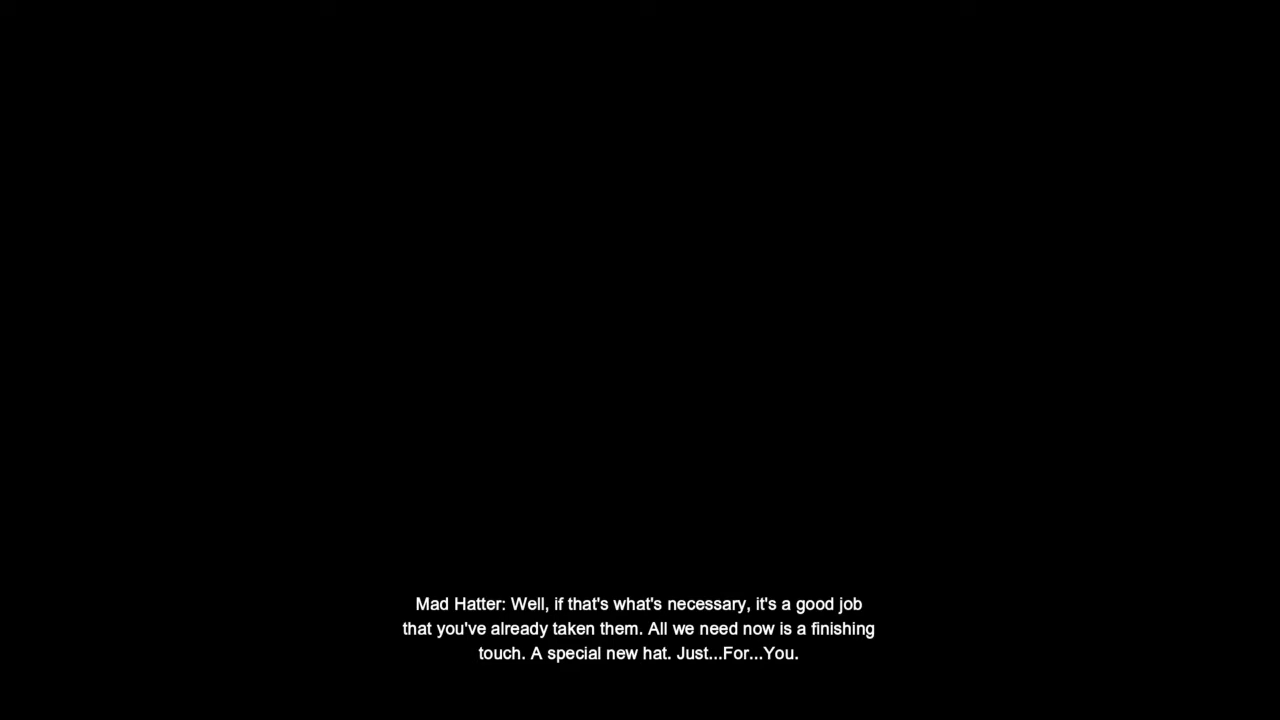 Mad Hatter: Well, if that's what's necessary, it's a good job
that you've already taken them. All we need now is a finishing
touch. A special new hat. Just...For...You.